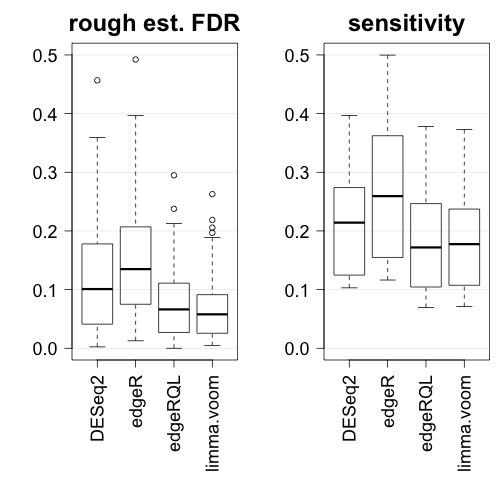 rough est. FDR
0.5
0.4
0.3
0.2
0.1
0.0
DESeq2
edgeR
edgeRQL
limma.voom
sensitivity
0.5
0.4
0.3
0.2
0.1
0.0
DESeq2
edgeR
edgeRQL
limma.voom